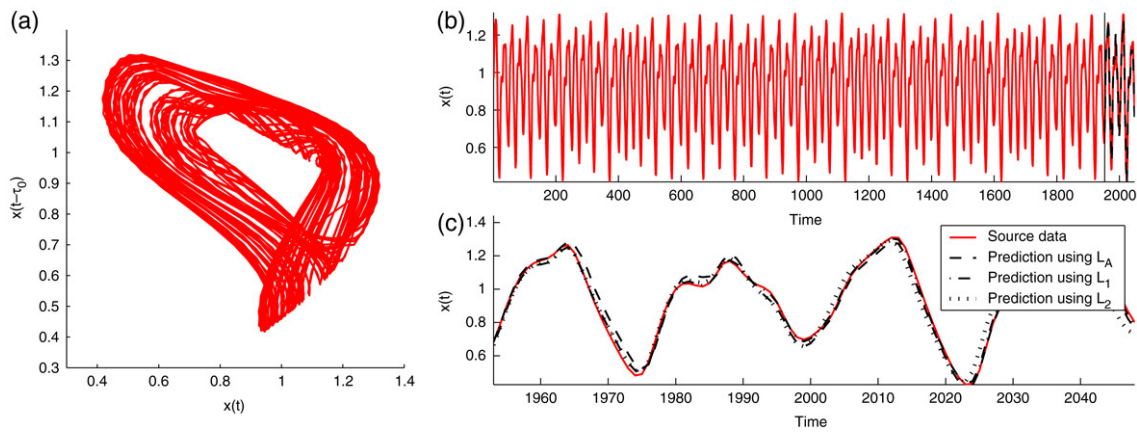 (a)
1.3
1.2
1.1
1
0.9
0.8
0.7
0.6
0.5
0.4
0.3
x(t−τ0)
0.4 0.6 0.8 1 1.2 1.4
x(t)
(b)
1.2
1
0.8
0.6
x(t)
200 400 600 800 1000 1200 1400 1600 1800 2000
Time
(c)
1.4
1.2
1.0
0.8
0.6
x(t)
Source data
Prediction using LA
Prediction using L1
Prediction using L2
1960 1970 1980 1990 2000 2010 2020 2030 2040
Time